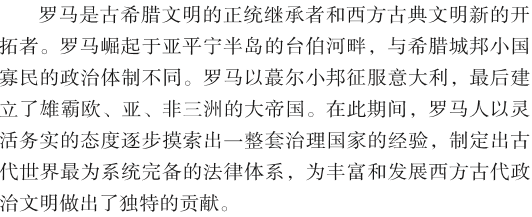 罗马是古希腊文明的正统继承者和西方古典文明新的开
拓者。罗马崛起于亚平宁半岛的台伯河畔，与希腊城邦小国
寡民的政治体制不同。罗马以蕞尔小邦征服意大利，最后建
立了雄霸欧、亚、非三洲的大帝国。在此期间，罗马人以灵
活务实的态度逐步摸索出一整套治理国家的经验，制定出古
代世界最为系统完备的法律体系，为丰富和发展西方古代政
治文明做出了独特的贡献。